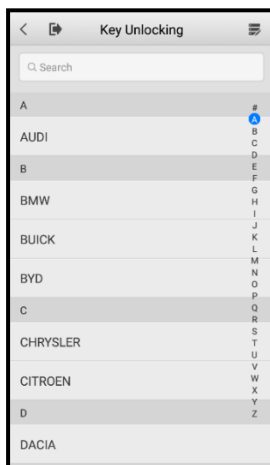 Key Unlocking
Search
A
AUDI
B
BMW
BUICK
BYD
C
CHRYSLER
CITROEN
D
DACIA
#
A
B
C
D
E
F
G
H
I
J
K
L
M
N
O
P
Q
R
S
T
U
V
W
X
Y
Z